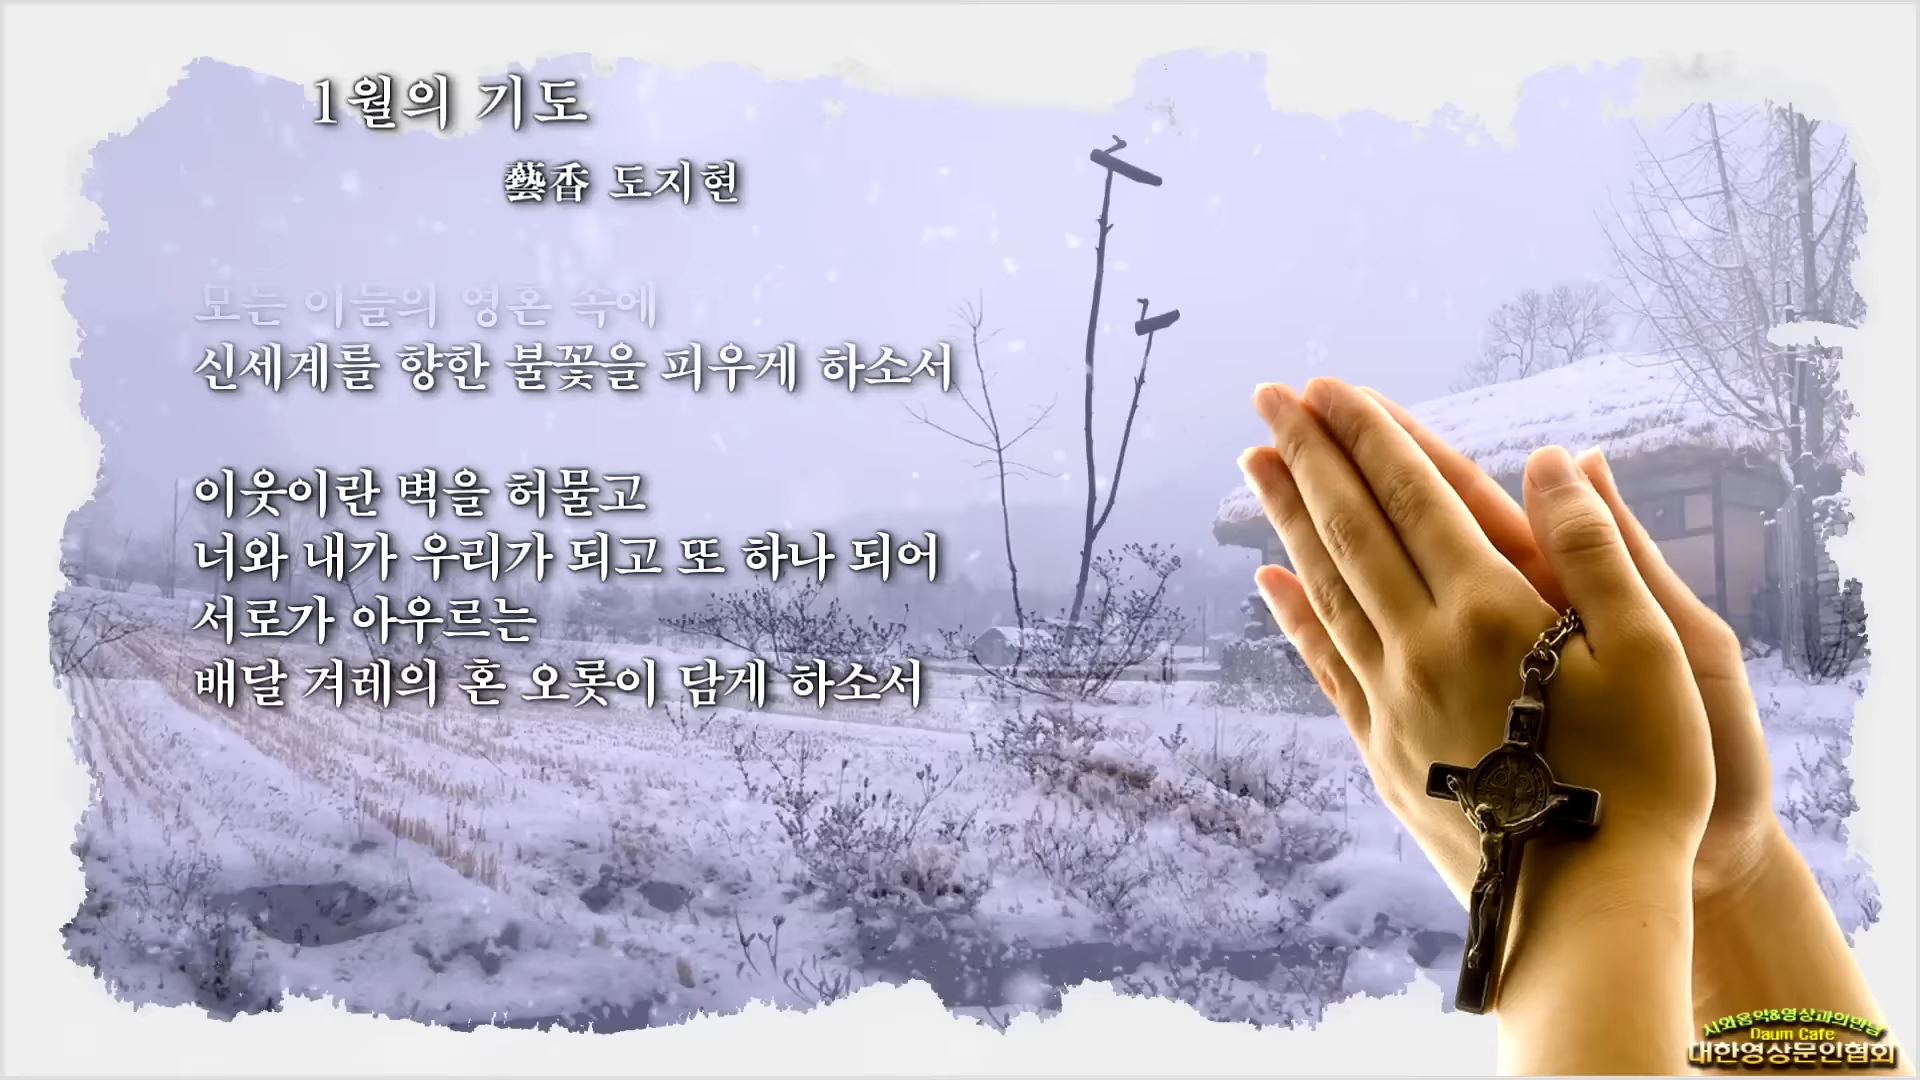 1월의 기도
藝香 도지현
모든 이들의 영혼 속에
신세계를 향한 불꽃을 피우게 하소서
이웃이란 벽을 허물고
너와 내가 우리가 되고 또 하나 되어
서로가 아우르는
배달 겨레의 혼 오롯이 담게 하소서
시와음악&영상과의만남
Daum Cafe
대한영상문인협회